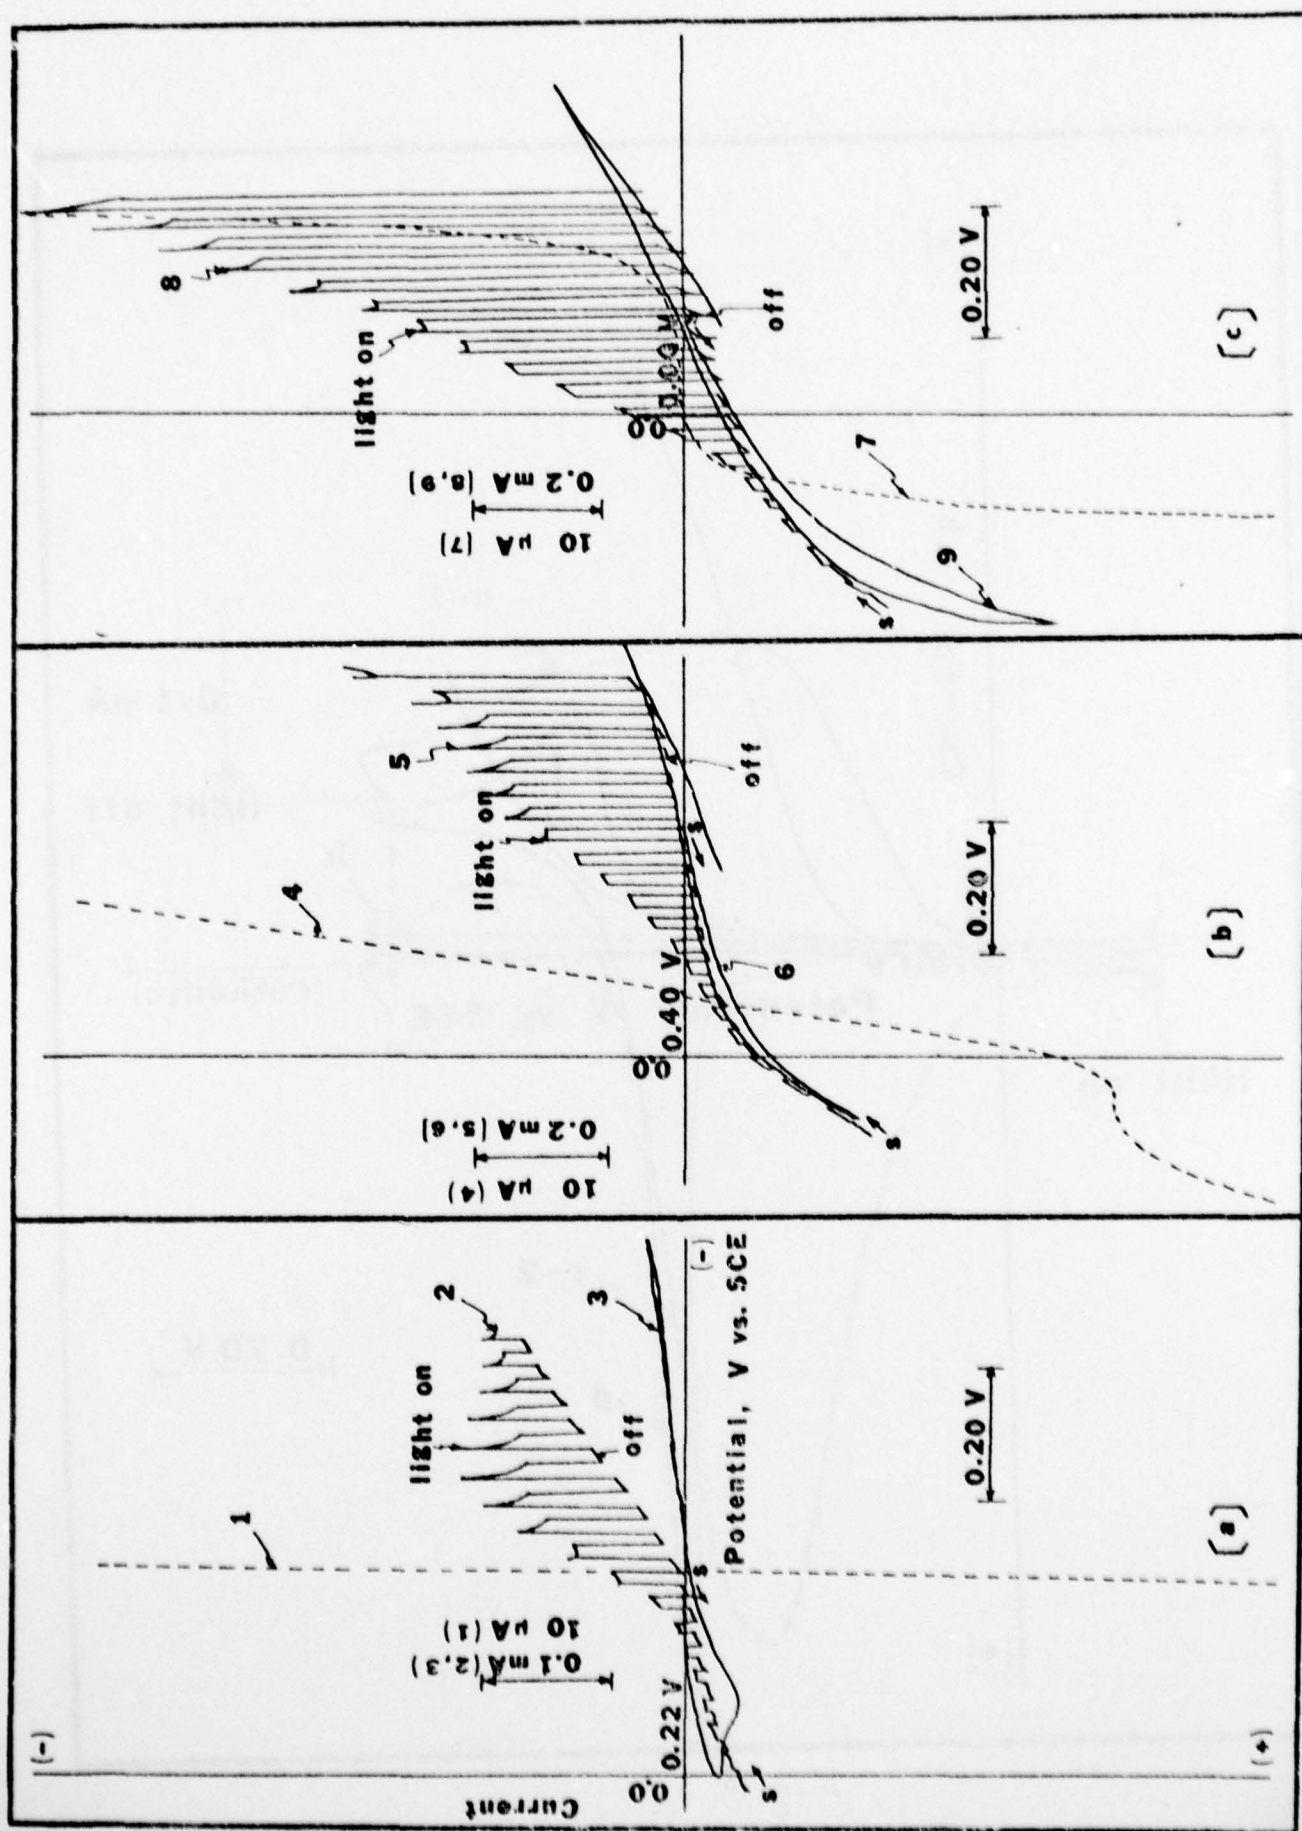 (-)
Current
(+)
0.0
0.22 V
0.1 mA (2,3)
10 µA (1)
1
light on
2
3
off
s
s
(-)
Potential, V vs. SCE
0.20 V
[a]
10 µA (4)
0.2 mA [5,6]
0.0
0.40 V
4
light on
5
off
6
s
s
0.20 V
[b]
10 µA [7]
0.2 mA [8,9]
0.0
light on
8
off
7
9
s
0.20 V
[c]